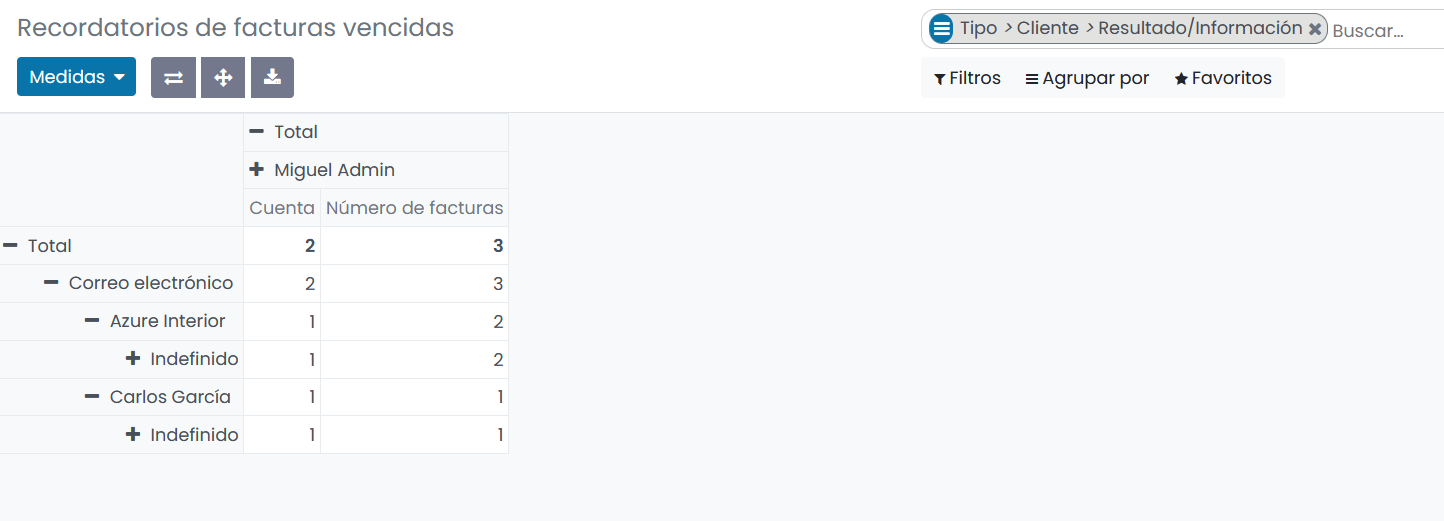 Recordatorios de facturas vencidas
Tipo > Cliente > Resultado/Información
Buscar...
Medidas
Filtros Agrupar por Favoritos
Total
Miguel Admin
Cuenta Número de facturas
Total 2 3
Correo electrónico 2 3
Azure Interior 1 2
Indefinido 1 2
Carlos García 1 1
Indefinido 1 1